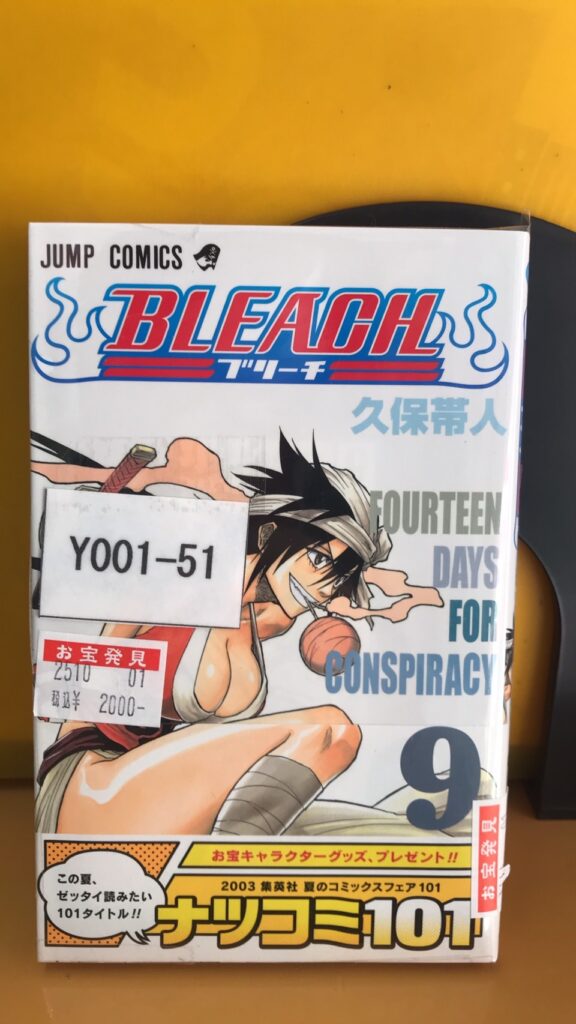 JUMP COMICS
BLEACH
ブリーチ
久保帯人
FOURTEEN
DAYS
FOR
CONSPIRACY
Y001-51
お宝発見
2510 01
税込¥ 2000-
9
お宝発見
お宝キャラクターグッズ、プレゼント!!
この夏、
ゼッタイ読みたい
101タイトル!!
2003 集英社 夏のコミックスフェア101
ナツコミ101